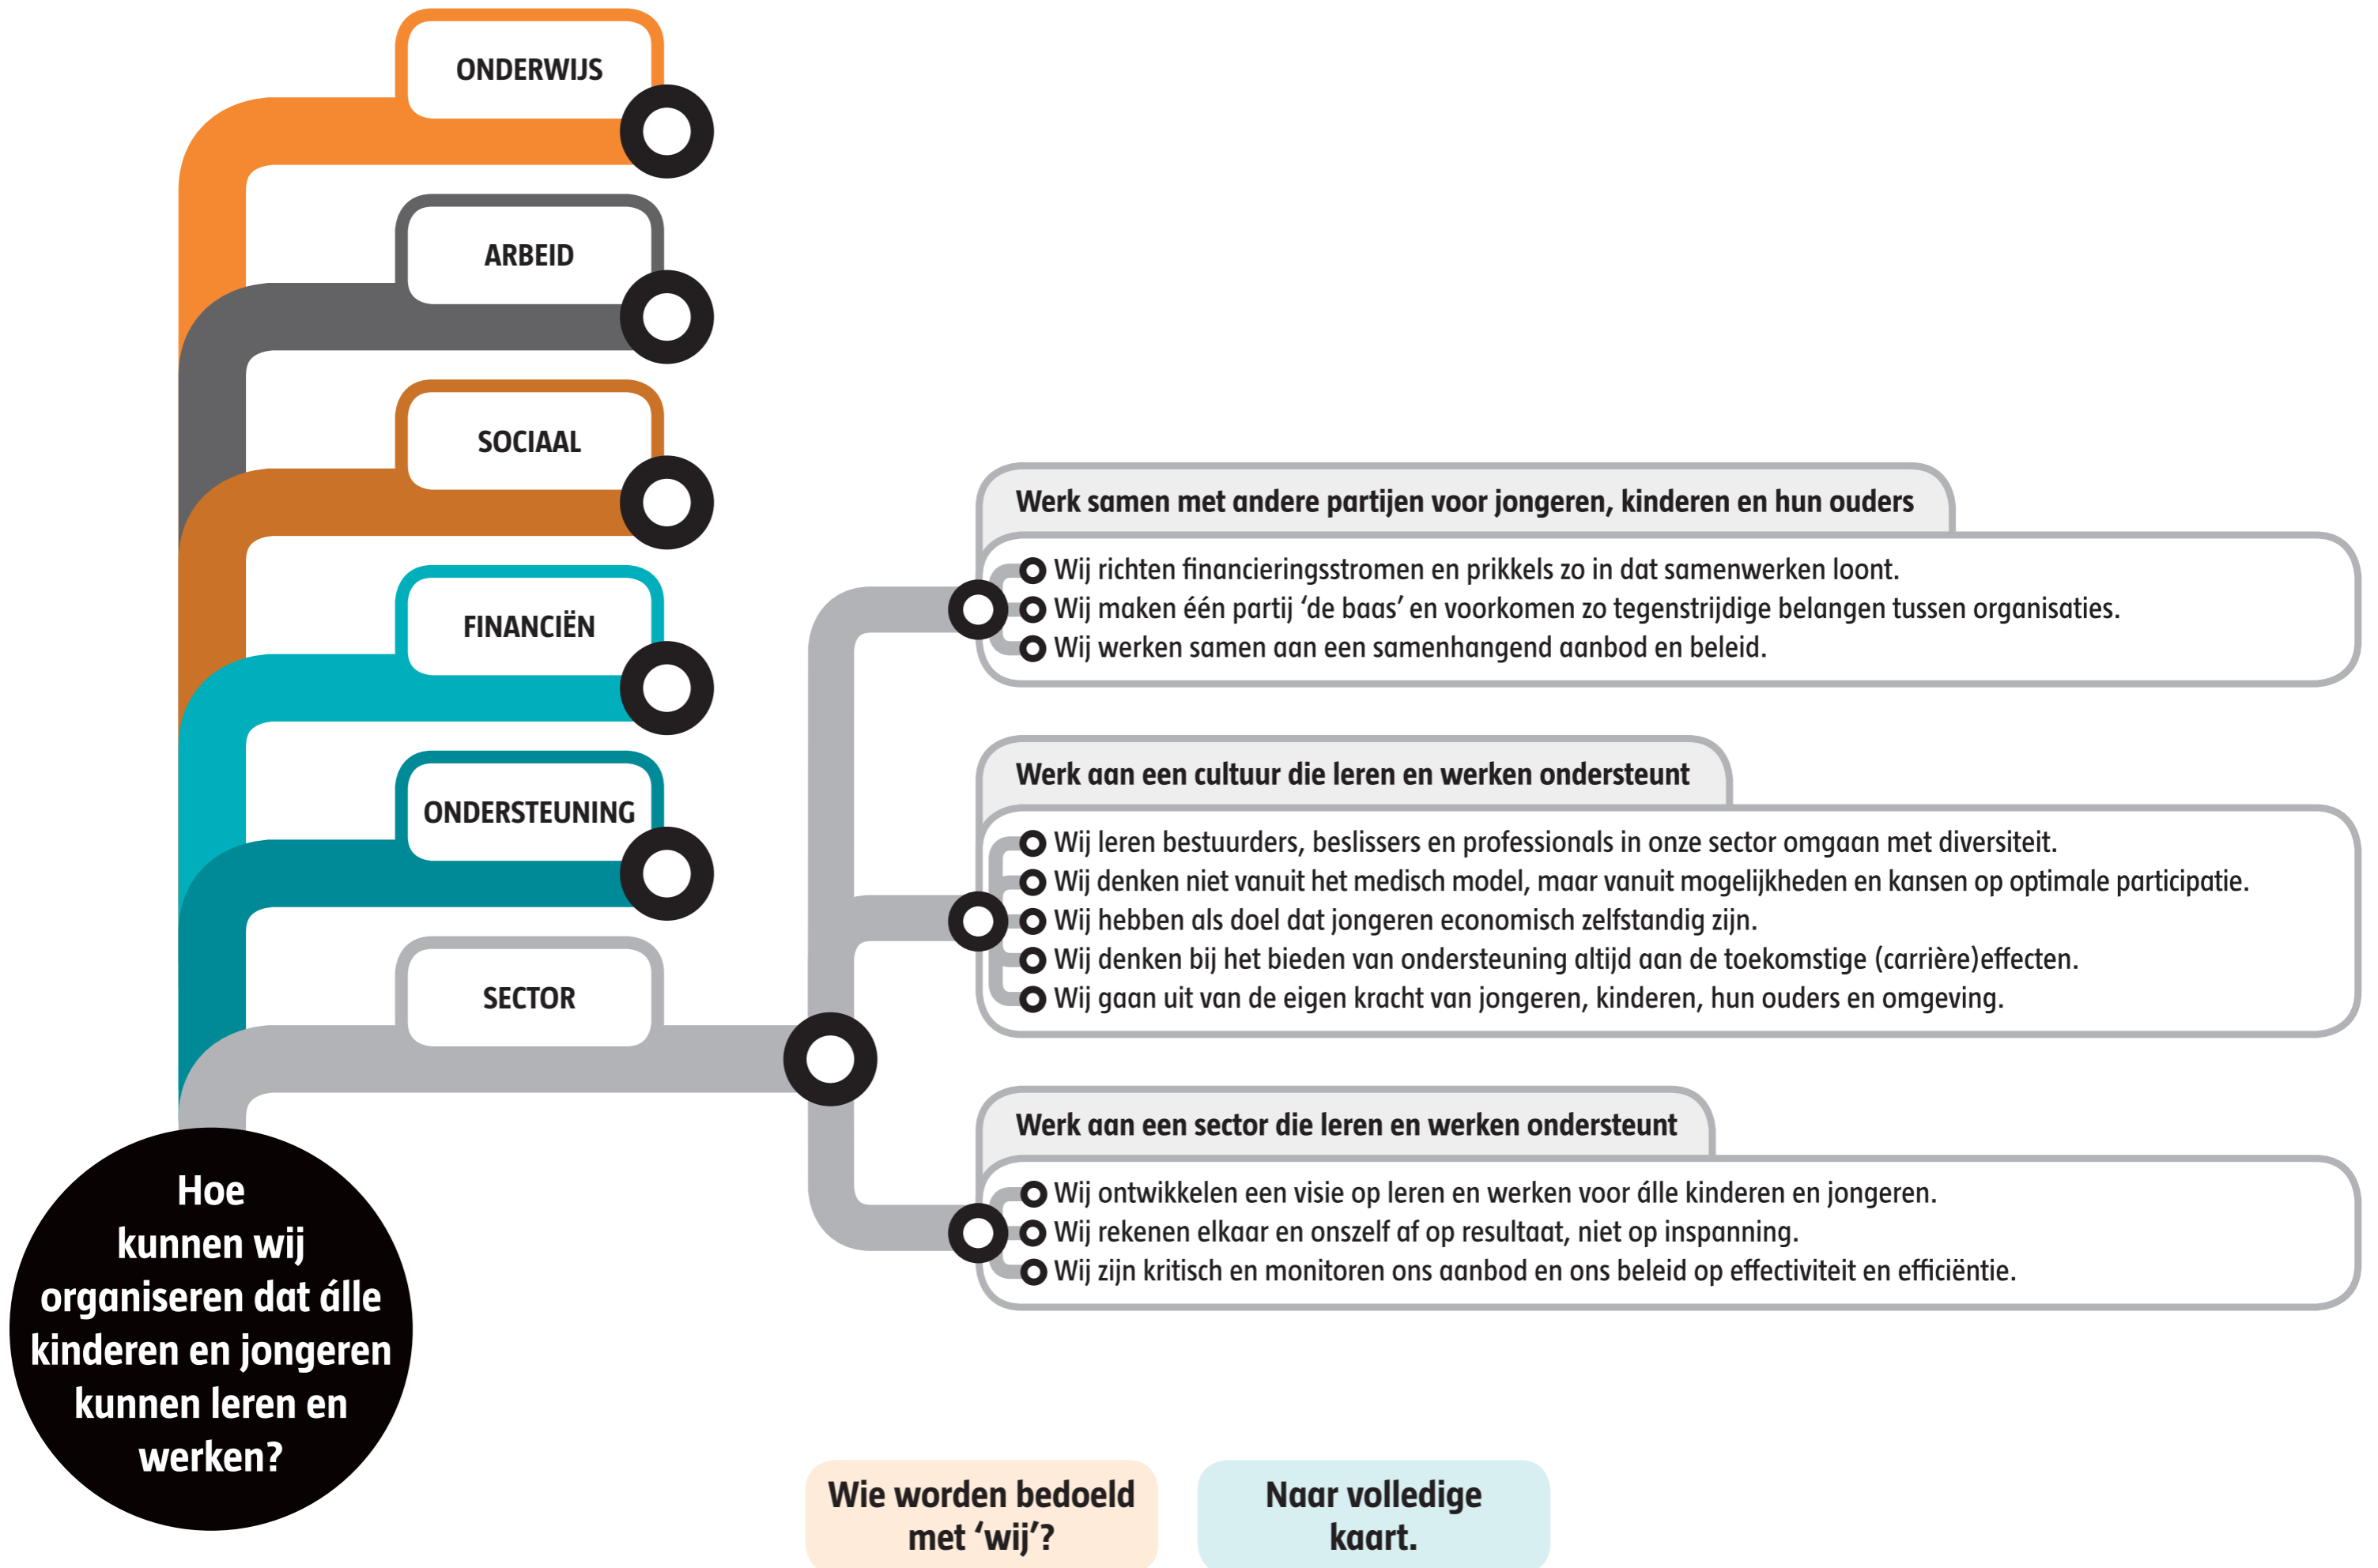 ONDERWIJS
ARBEID
SOCIAAL
FINANCIËN
ONDERSTEUNING
SECTOR
Hoe
kunnen wij
organiseren dat álle
kinderen en jongeren
kunnen leren en
werken?
Werk samen met andere partijen voor jongeren, kinderen en hun ouders
Wij richten financieringsstromen en prikkels zo in dat samenwerken loont.
Wij maken één partij ‘de baas’ en voorkomen zo tegenstrijdige belangen tussen organisaties.
Wij werken samen aan een samenhangend aanbod en beleid.
Werk aan een cultuur die leren en werken ondersteunt
Wij leren bestuurders, beslissers en professionals in onze sector omgaan met diversiteit.
Wij denken niet vanuit het medisch model, maar vanuit mogelijkheden en kansen op optimale participatie.
Wij hebben als doel dat jongeren economisch zelfstandig zijn.
Wij denken bij het bieden van ondersteuning altijd aan de toekomstige (carrière)effecten.
Wij gaan uit van de eigen kracht van jongeren, kinderen, hun ouders en omgeving.
Werk aan een sector die leren en werken ondersteunt
Wij ontwikkelen een visie op leren en werken voor álle kinderen en jongeren.
Wij rekenen elkaar en onszelf af op resultaat, niet op inspanning.
Wij zijn kritisch en monitoren ons aanbod en ons beleid op effectiviteit en efficiëntie.
Wie worden bedoeld
met ‘wij’?
Naar volledige
kaart.